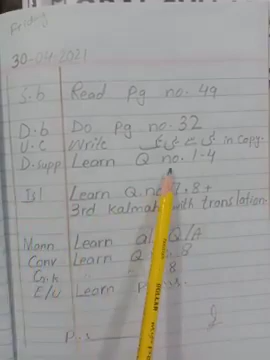 Friday
30-04-2021
S.b Read Pg no. 49
D.b Do Pg no. 32
U.C Write in copy.
D.supp Learn Q no. 1-4
Isl Learn Q no 7,8 +
3rd kalmah with translation.
Learn Q/A
Conv Learn Q 8
8
E/U Learn
P.S